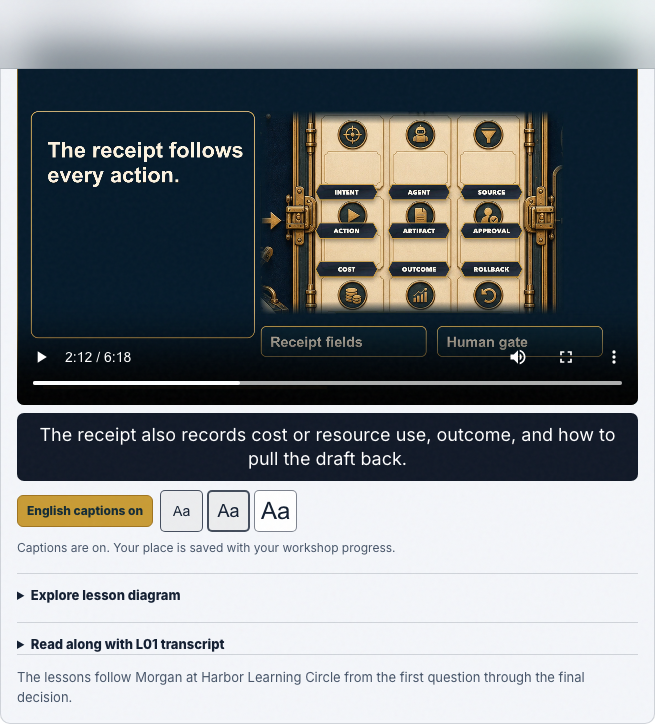 The receipt follows
every action.
INTENT
AGENT
SOURCE
ACTION
ARTIFACT
APPROVAL
COST
OUTCOME
ROLLBACK
Receipt fields
Human gate
2:12 / 6:18
The receipt also records cost or resource use, outcome, and how to
pull the draft back.
English captions on
Aa
Aa
Aa
Captions are on. Your place is saved with your workshop progress.
Explore lesson diagram
Read along with L01 transcript
The lessons follow Morgan at Harbor Learning Circle from the first question through the final
decision.